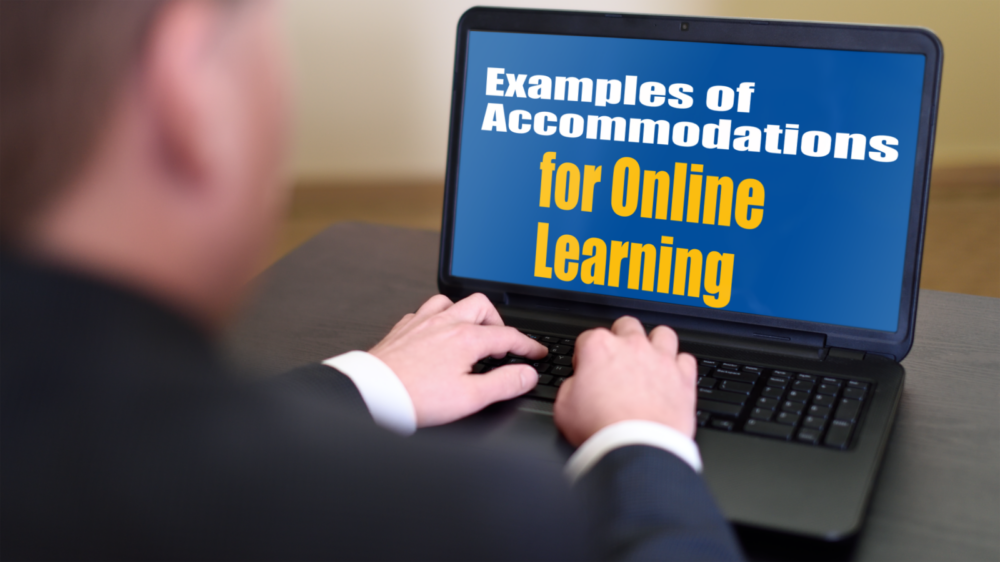 Examples of
Accommodations
for Online
Learning